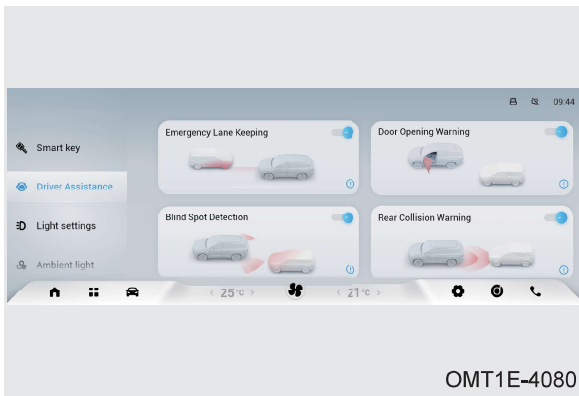 09:44
Smart key
Driver Assistance
Light settings
Ambient light
Emergency Lane Keeping
Door Opening Warning
Blind Spot Detection
Rear Collision Warning
< 25°C >
< 21°C >
OMT1E-4080